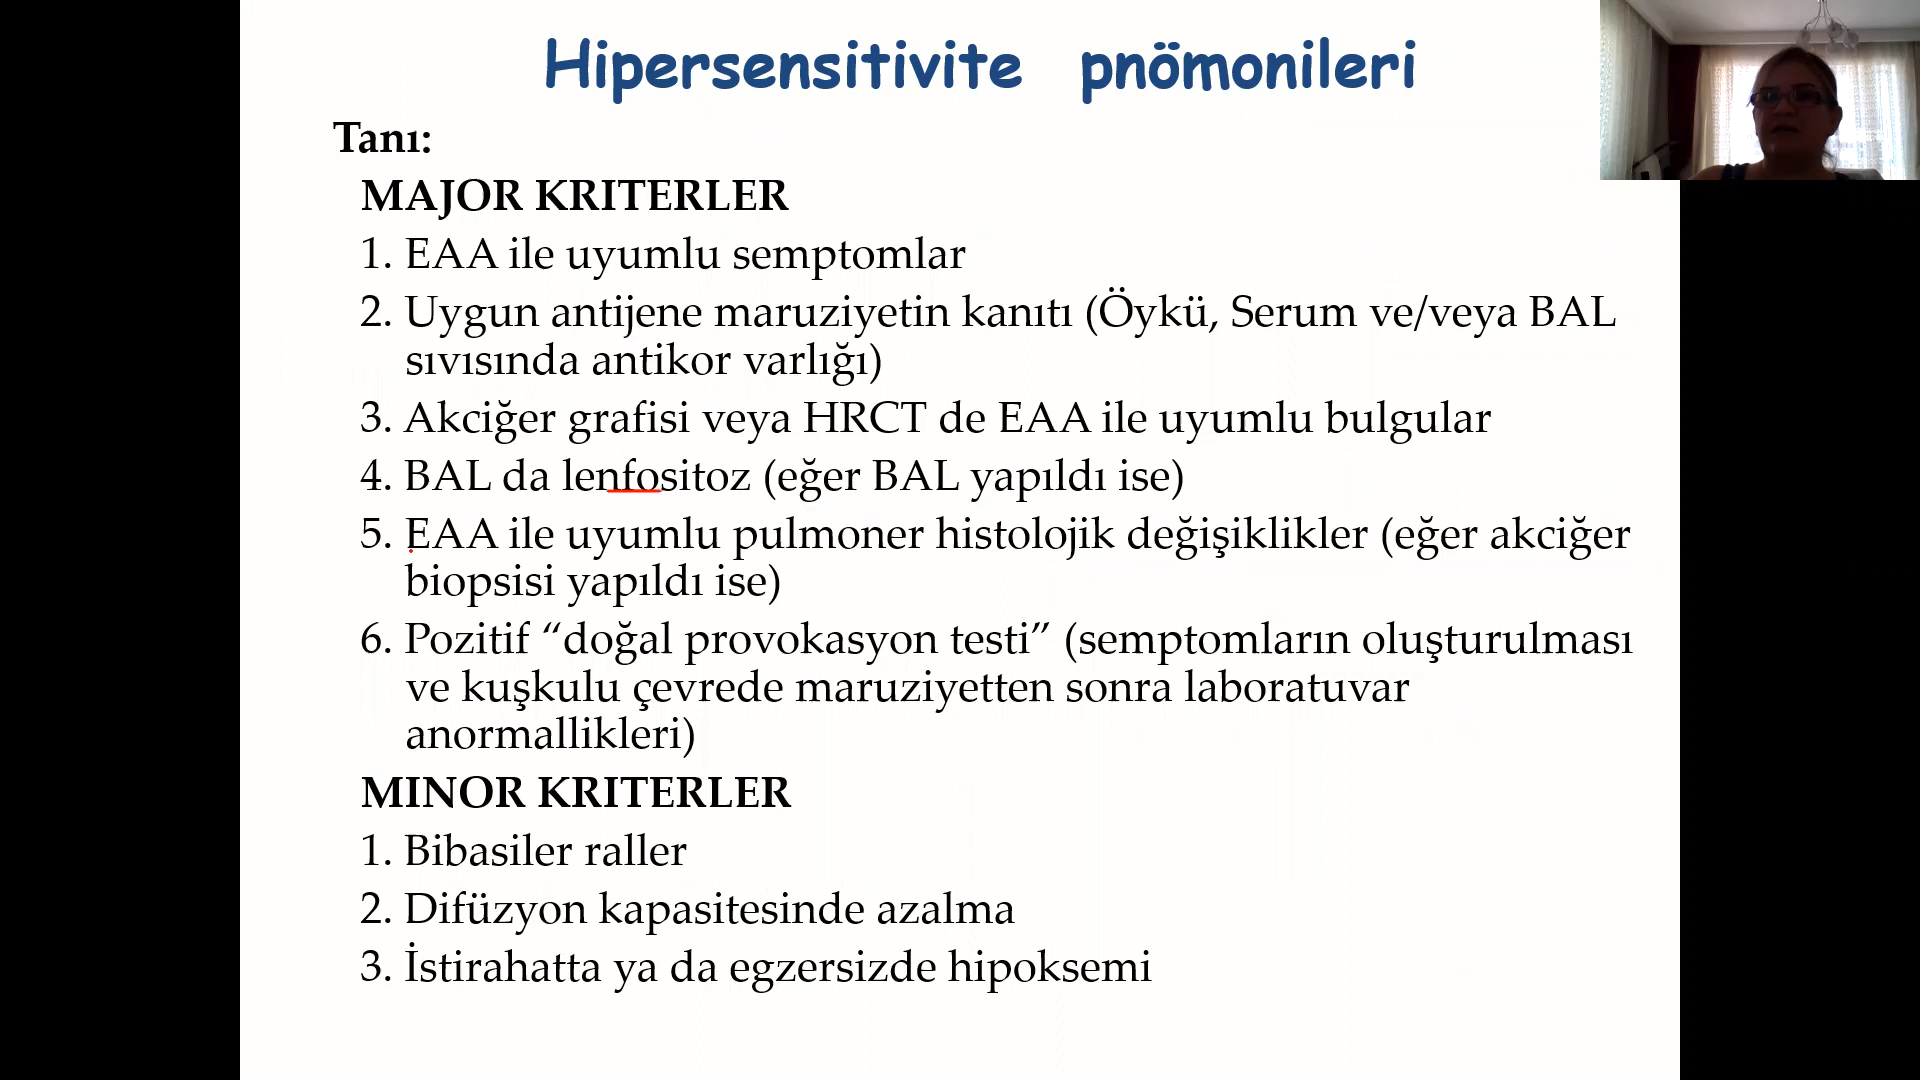 Hipersensitivite pnömonileri
Tanı:
MAJOR KRITERLER
1. EAA ile uyumlu semptomlar
2. Uygun antijene maruziyetin kanıtı (Öykü, Serum ve/veya BAL
sıvısında antikor varlığı)
3. Akciğer grafisi veya HRCT de EAA ile uyumlu bulgular
4. BAL da lenfositoz (eğer BAL yapıldı ise)
5. EAA ile uyumlu pulmoner histolojik değişiklikler (eğer akciğer
biopsisi yapıldı ise)
6. Pozitif “doğal provokasyon testi” (semptomların oluşturulması
ve kuşkulu çevrede maruziyetten sonra laboratuvar
anormallikleri)
MINOR KRITERLER
1. Bibasiler raller
2. Difüzyon kapasitesinde azalma
3. İstirahatta ya da egzersizde hipoksemi